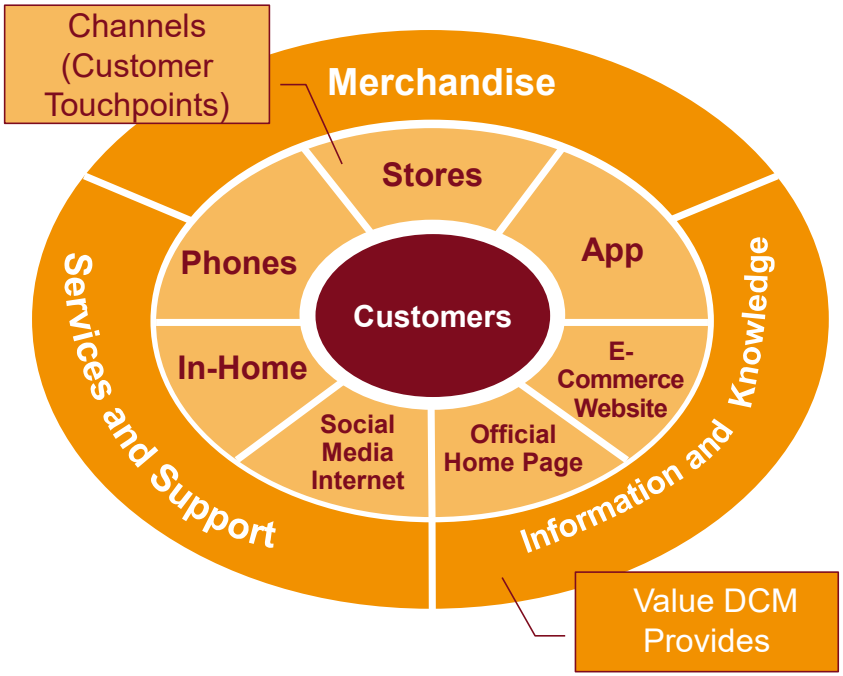 Channels
(Customer
Touchpoints)
Merchandise
Stores
Phones
App
Services and Support
Customers
Information and Knowledge
In-Home
E-
Commerce
Website
Social
Media
Internet
Official
Home Page
Value DCM
Provides